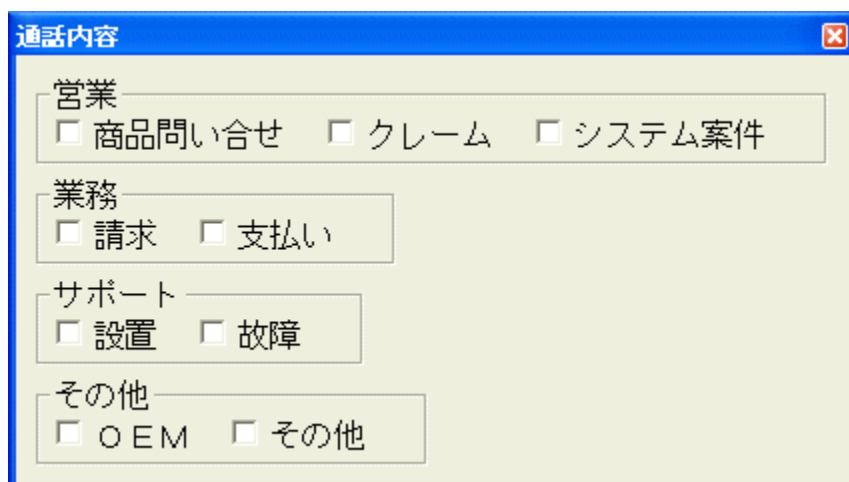 通話内容
営業
商品問い合せ クレーム システム案件
業務
請求 支払い
サポート
設置 故障
その他
ＯＥＭ その他